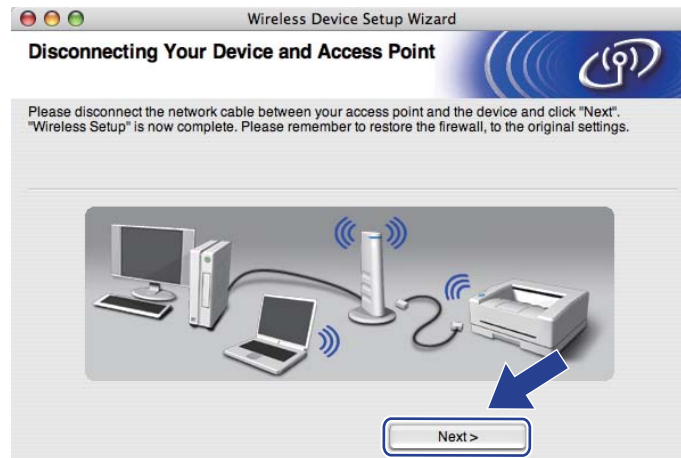 Wireless Device Setup Wizard
Disconnecting Your Device and Access Point
Please disconnect the network cable between your access point and the device and click "Next".
"Wireless Setup" is now complete. Please remember to restore the firewall, to the original settings.
Next >